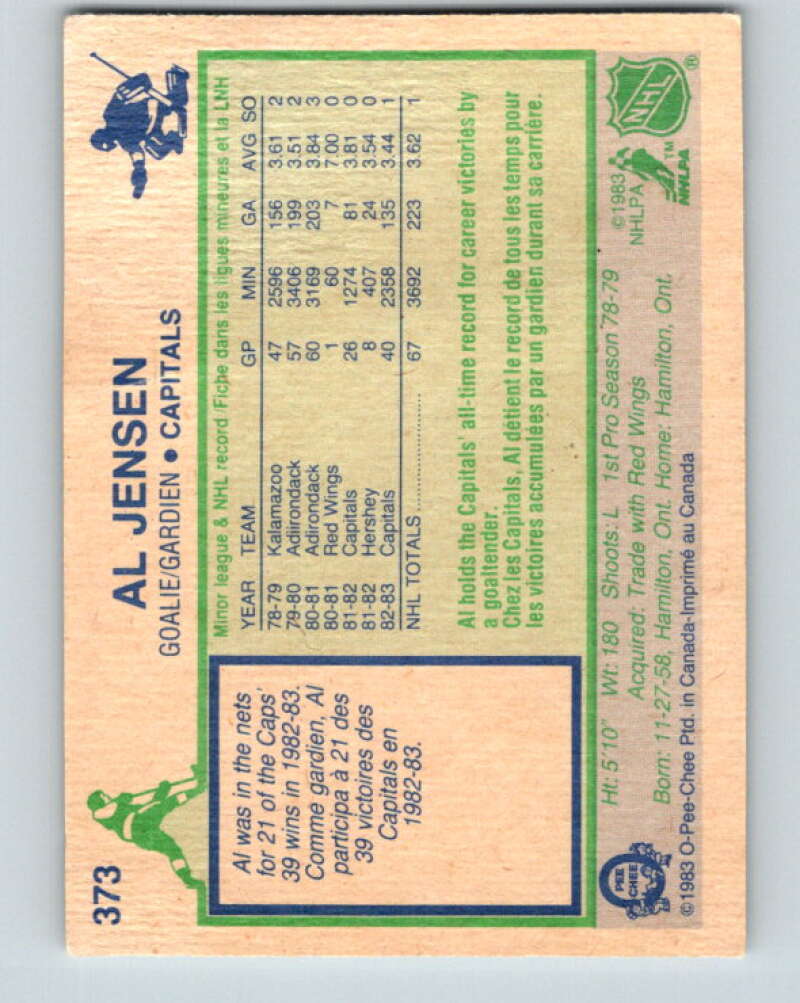 373
AL JENSEN
GOALIE/GARDIEN • CAPITALS
Al was in the nets
for 21 of the Caps'
39 wins in 1982-83.
Comme gardien, Al
participa à 21 des
39 victoires des
Capitals en
1982-83.
Minor league & NHL record/Fiche dans les ligues mineures et la LNH
YEAR TEAM GP MIN GA AVG SO
78-79 Kalamazoo 47 2596 156 3.61 2
79-80 Adiirondack 57 3406 199 3.51 2
80-81 Adirondack 60 3169 203 3.84 3
80-81 Red Wings 1 60 7 7.00 0
81-82 Capitals 26 1274 81 3.81 0
81-82 Hershey 8 407 24 3.54 0
82-83 Capitals 40 2358 135 3.44 1
NHL TOTALS .................... 67 3692 223 3.62 1
Al holds the Capitals' all-time record for career victories by
a goaltender.
Chez les Capitals, Al détient le record de tous les temps pour
les victoires accumulées par un gardien durant sa carrière.
Ht: 5'10" Wt: 180 Shoots: L 1st Pro Season '78-79
Acquired: Trade with Red Wings
Born: 11-27-58, Hamilton, Ont. Home: Hamilton, Ont.
©1983 O-Pee-Chee Ptd. in Canada-Imprimé au Canada
O
PEE
CHEE
NHL
®
©1983
NHLPA
TM
NHLPA